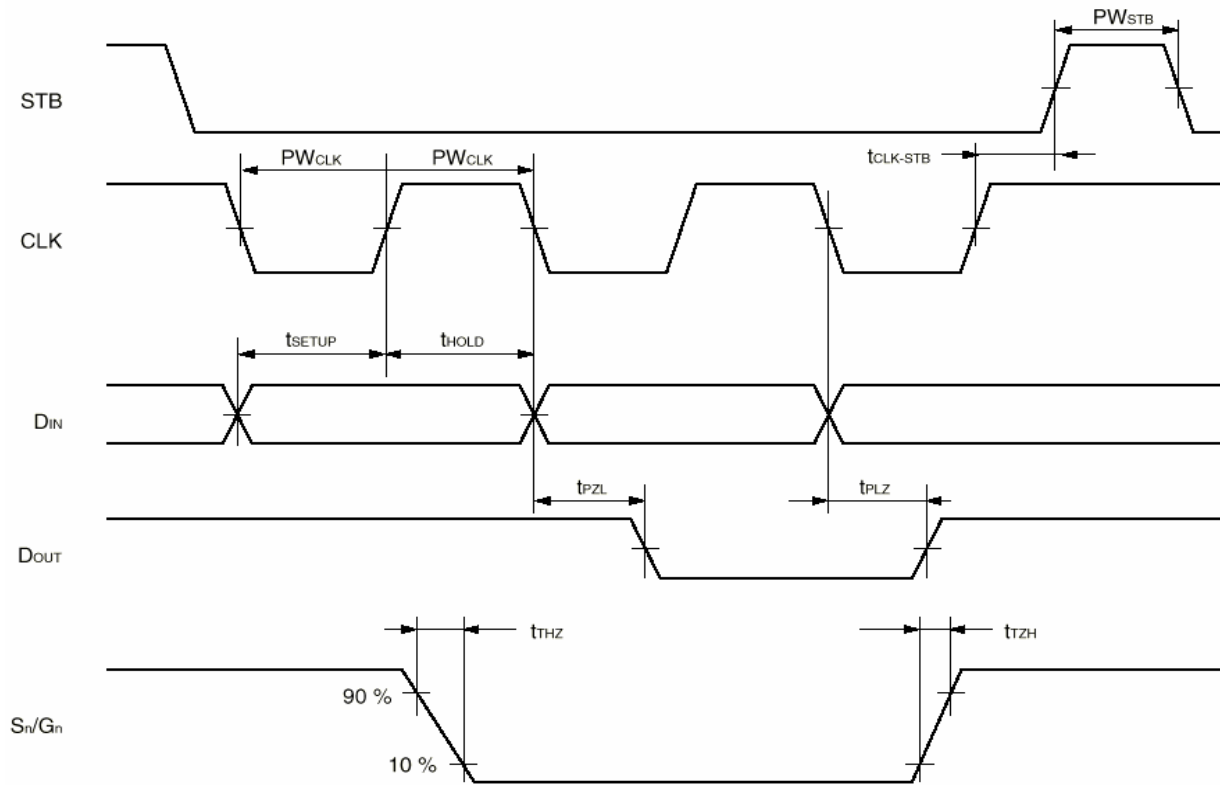 PWSTB
STB
tCLK-STB
PWCLK PWCLK
CLK
tSETUP tHOLD
DIN
tPZL tPLZ
DOUT
tTHZ tTZH
90 %
Sn/Gn
10 %